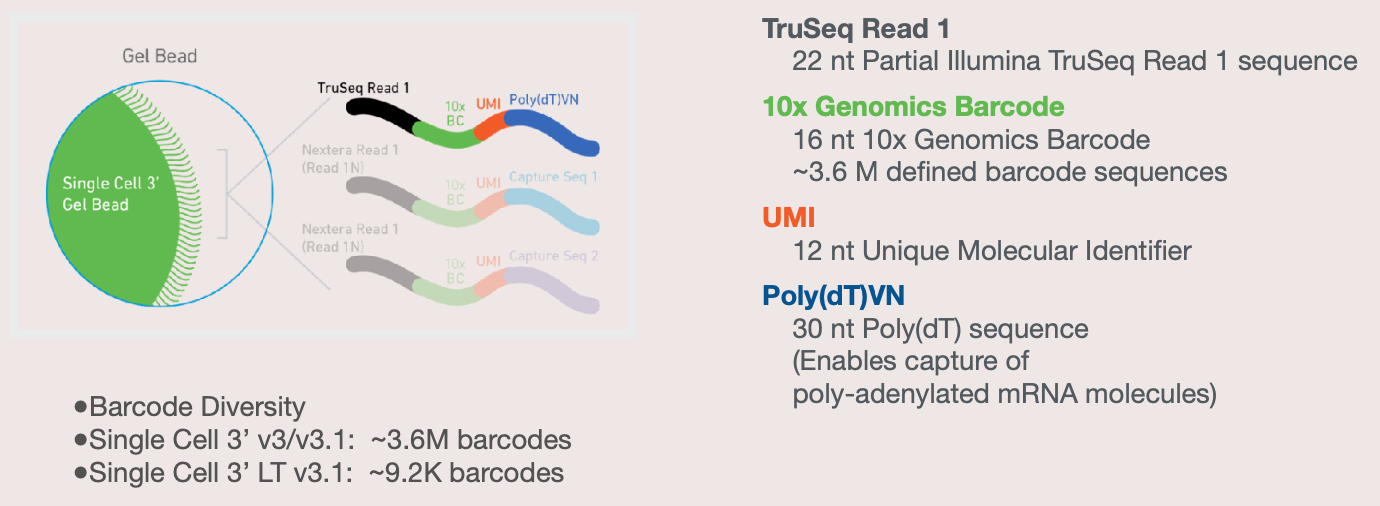 Gel Bead
Single Cell 3’
Gel Bead
TruSeq Read 1
10x
BC
UMI
Poly(dT)VN
Nextera Read 1
(Read 1N)
10x
BC
UMI
Capture Seq 1
Nextera Read 1
(Read 1N)
10x
BC
UMI
Capture Seq 2
●Barcode Diversity
●Single Cell 3’ v3/v3.1:  ~3.6M barcodes
●Single Cell 3’ LT v3.1:  ~9.2K barcodes
TruSeq Read 1
22 nt Partial Illumina TruSeq Read 1 sequence
10x Genomics Barcode
16 nt 10x Genomics Barcode
~3.6 M defined barcode sequences
UMI
12 nt Unique Molecular Identifier
Poly(dT)VN
30 nt Poly(dT) sequence
(Enables capture of
poly-adenylated mRNA molecules)